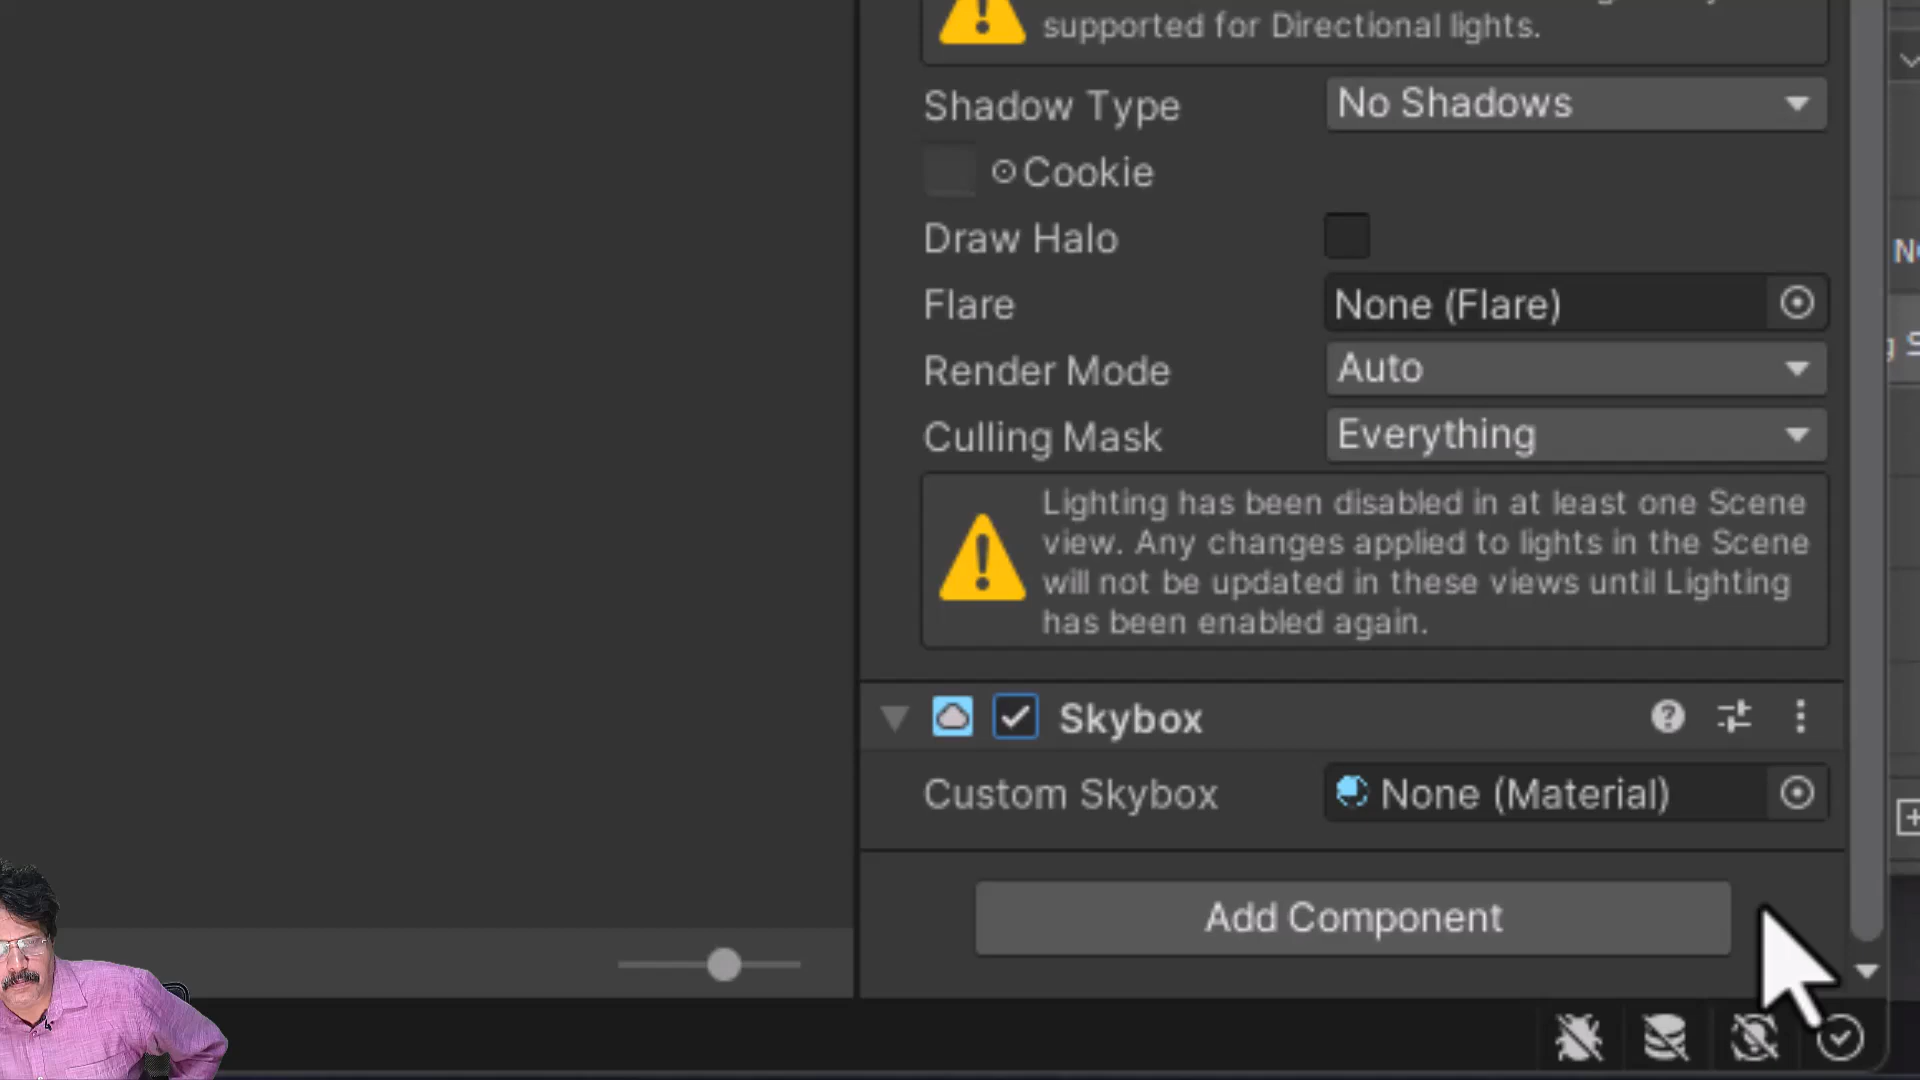 supported for Directional lights.
Shadow Type No Shadows
Cookie
Draw Halo
Flare None (Flare)
Render Mode Auto
Culling Mask Everything
Lighting has been disabled in at least one Scene
view. Any changes applied to lights in the Scene
will not be updated in these views until Lighting
has been enabled again.
Skybox
Custom Skybox None (Material)
Add Component